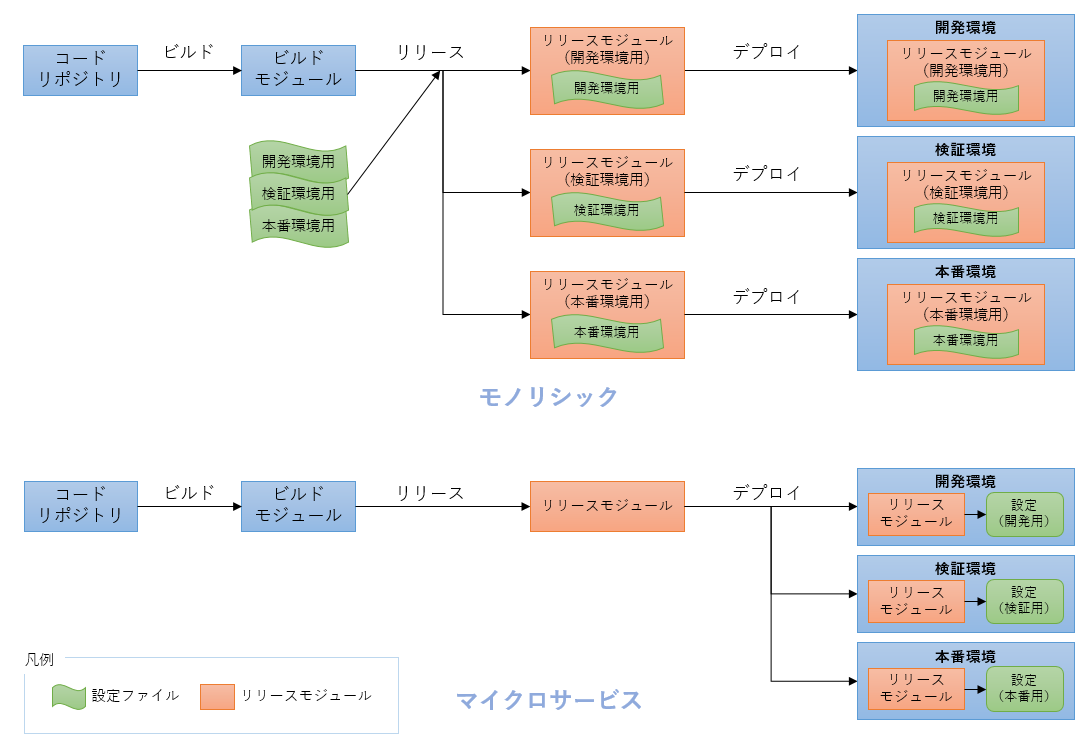 コード
リポジトリ
ビルド
ビルド
モジュール
リリース
開発環境用
検証環境用
本番環境用
リリースモジュール
(開発環境用)
開発環境用
デプロイ
開発環境
リリースモジュール
(開発環境用)
開発環境用
リリースモジュール
(検証環境用)
検証環境用
デプロイ
検証環境
リリースモジュール
(検証環境用)
検証環境用
リリースモジュール
(本番環境用)
本番環境用
デプロイ
本番環境
リリースモジュール
(本番環境用)
本番環境用
モノリシック
コード
リポジトリ
ビルド
ビルド
モジュール
リリース
リリースモジュール
デプロイ
開発環境
リリース
モジュール
設定
(開発用)
検証環境
リリース
モジュール
設定
(検証用)
本番環境
リリース
モジュール
設定
(本番用)
凡例
設定ファイル
リリースモジュール
マイクロサービス